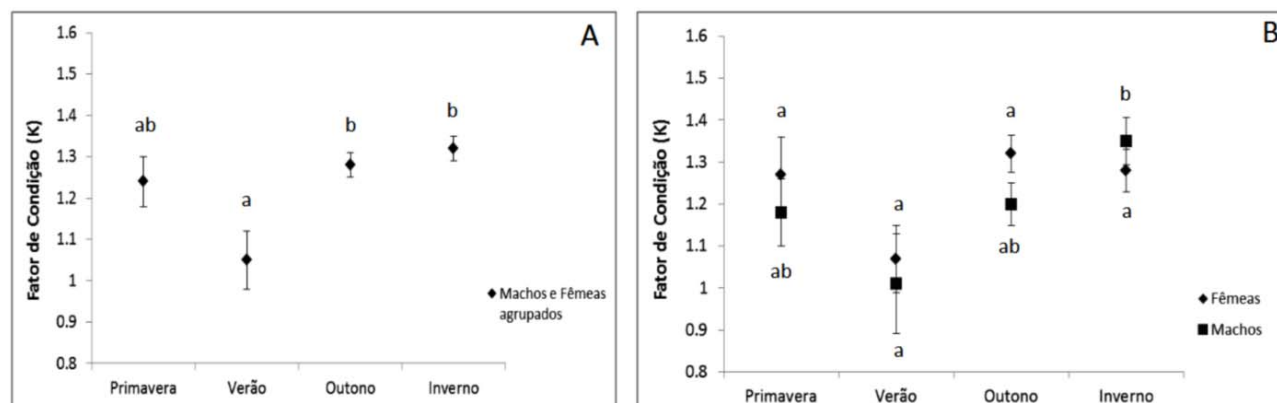 A
Fator de Condição (K)
1.6
1.5
1.4
1.3
1.2
1.1
1
0.9
0.8
ab
a
b
b
Machos e Fêmeas
agrupados
Primavera Verão Outono Inverno
B
Fator de Condição (K)
1.6
1.5
1.4
1.3
1.2
1.1
1
0.9
0.8
a
a
a
b
ab
a
ab
a
Fêmeas
Machos
Primavera Verão Outono Inverno